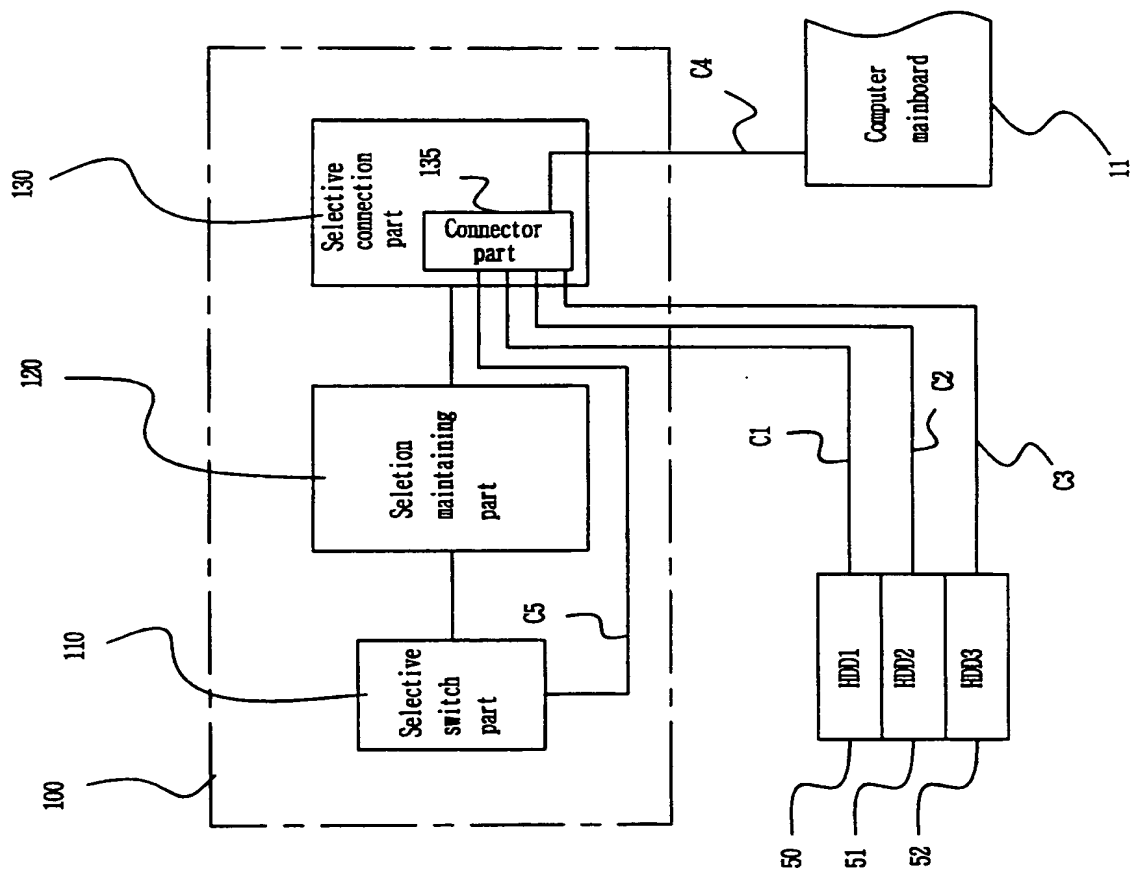 100
110
120
130
Selective
switch
part
Seletion
maintaining
part
Selective
connection
part
135
Connector
part
C5
C4
C1
C2
C3
HDD1
HDD2
HDD3
50
51
52
Computer
mainboard
11